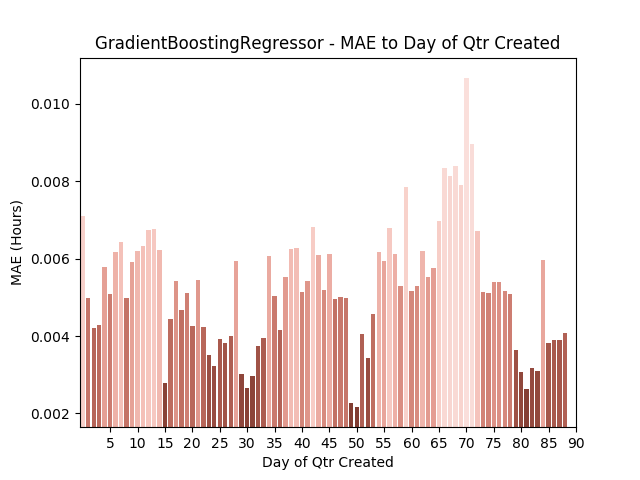 GradientBoostingRegressor - MAE to Day of Qtr Created
0.010
0.008
0.006
0.004
0.002
MAE (Hours)
5 10 15 20 25 30 35 40 45 50 55 60 65 70 75 80 85 90
Day of Qtr Created